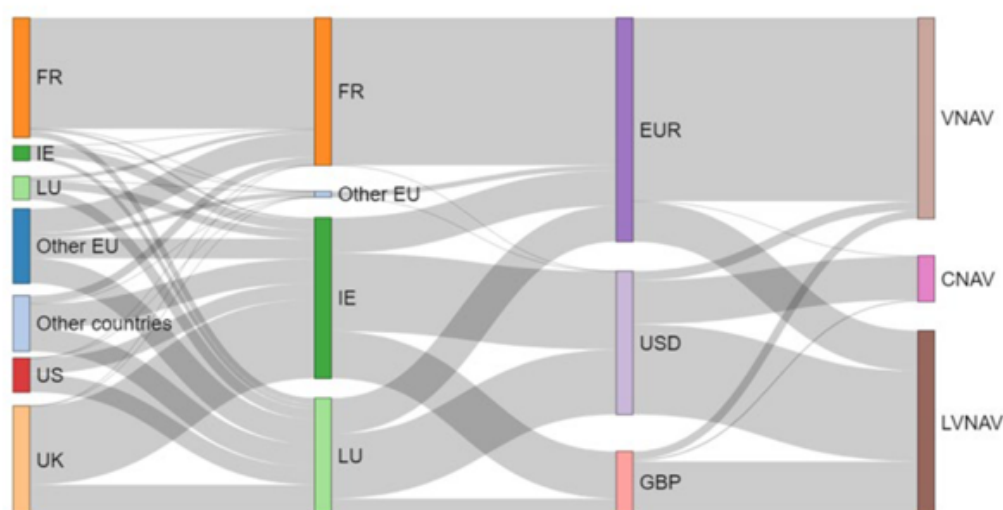 FR
IE
LU
Other EU
Other countries
US
UK
FR
Other EU
IE
LU
EUR
USD
GBP
VNAV
CNAV
LVNAV